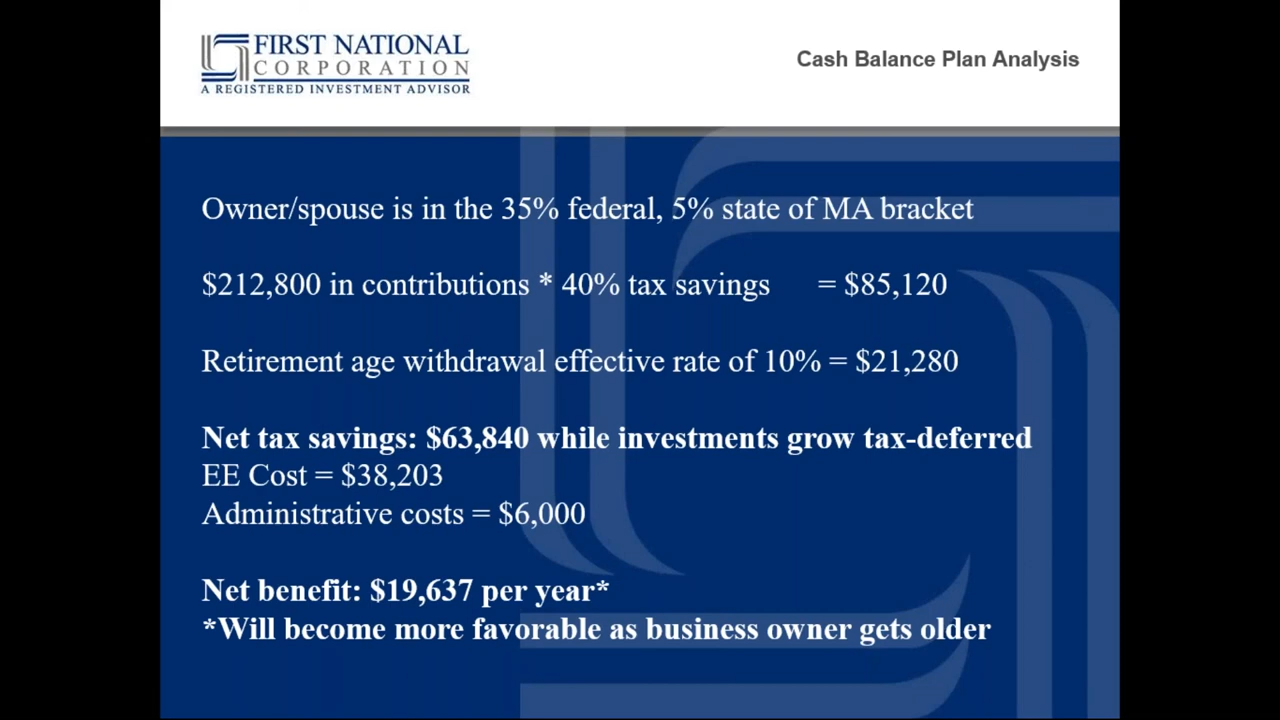 FIRST NATIONAL
CORPORATION
A REGISTERED INVESTMENT ADVISOR
Cash Balance Plan Analysis
Owner/spouse is in the 35% federal, 5% state of MA bracket
$212,800 in contributions * 40% tax savings = $85,120
Retirement age withdrawal effective rate of 10% = $21,280
Net tax savings: $63,840 while investments grow tax-deferred
EE Cost = $38,203
Administrative costs = $6,000
Net benefit: $19,637 per year*
*Will become more favorable as business owner gets older